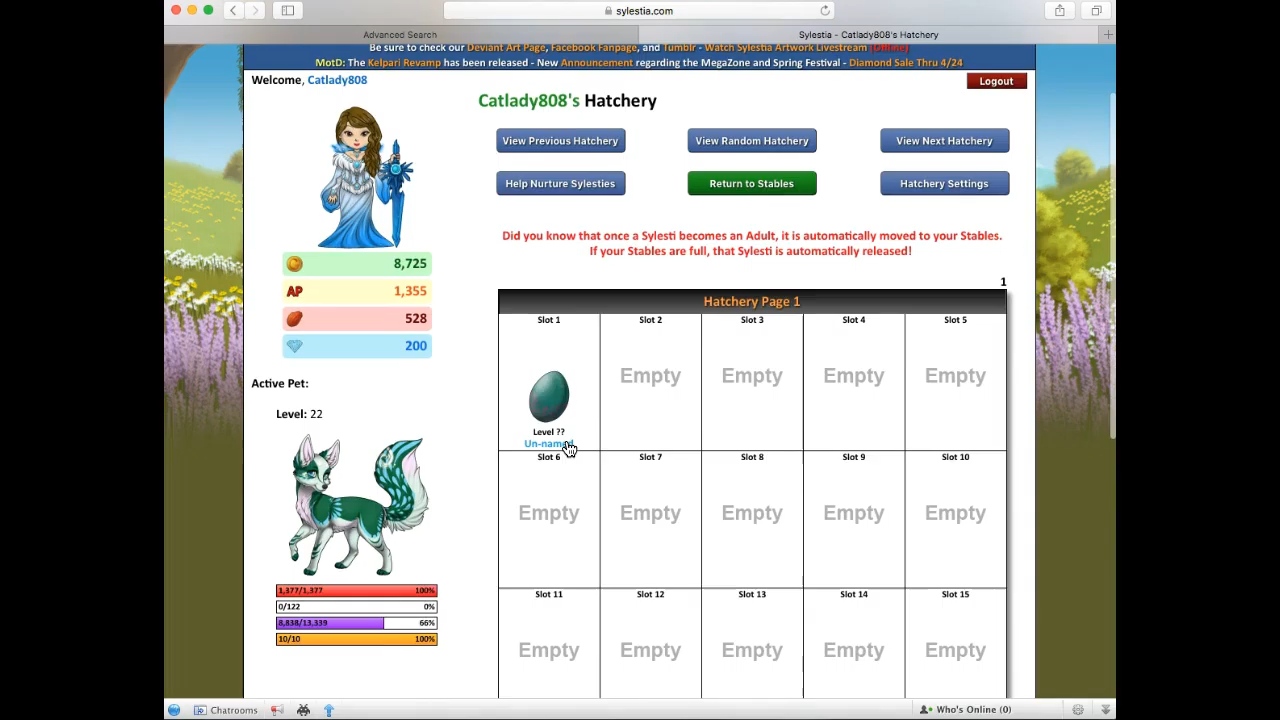 sylestia.com
Advanced Search
Sylestia - Catlady808's Hatchery
Be sure to check our Deviant Art Page, Facebook Fanpage, and Tumblr - Watch Sylestia Artwork Livestream (Offline)
MotD: The Kelpari Revamp has been released - New Announcement regarding the MegaZone and Spring Festival - Diamond Sale Thru 4/24
Welcome, Catlady808
Logout
Catlady808's Hatchery
View Previous Hatchery
View Random Hatchery
View Next Hatchery
Help Nurture Sylesties
Return to Stables
Hatchery Settings
Did you know that once a Sylesti becomes an Adult, it is automatically moved to your Stables.
If your Stables are full, that Sylesti is automatically released!
8,725
AP 1,355
528
200
Active Pet:
Level: 22
1,377/1,377 100%
0/122 0%
8,838/13,339 66%
10/10 100%
1
Hatchery Page 1
Slot 1 Slot 2 Slot 3 Slot 4 Slot 5
Empty Empty Empty Empty
Level ??
Un-named
Slot 6 Slot 7 Slot 8 Slot 9 Slot 10
Empty Empty Empty Empty Empty
Slot 11 Slot 12 Slot 13 Slot 14 Slot 15
Empty Empty Empty Empty Empty
Chatrooms
Who's Online (0)